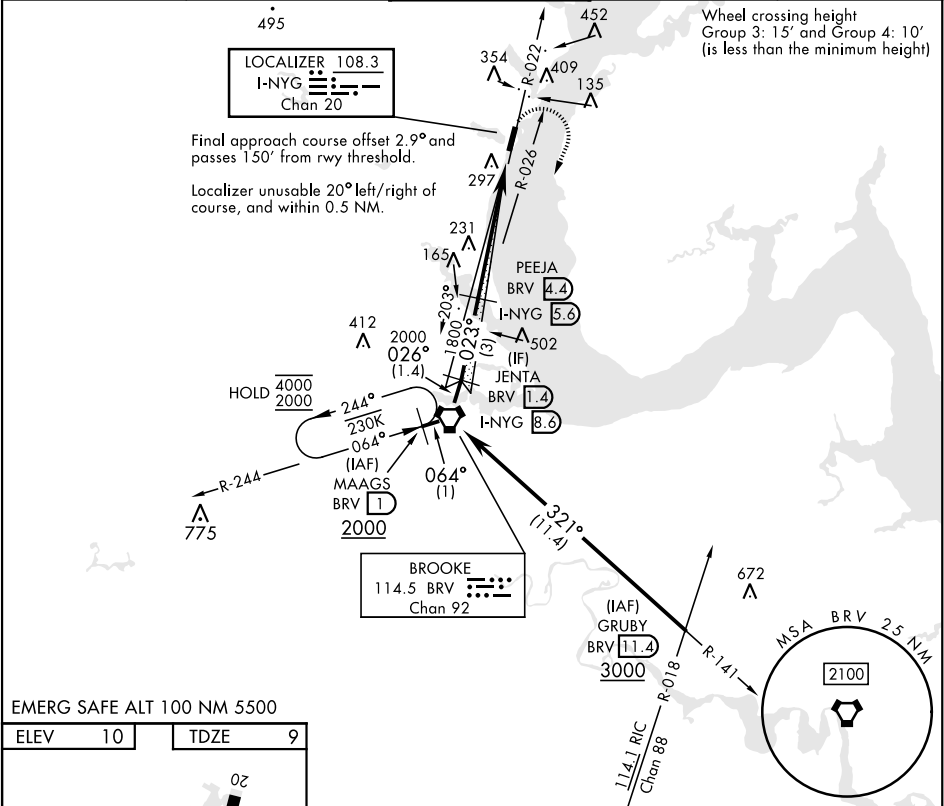 495
452
354
R-022
409
135
Wheel crossing height
Group 3: 15' and Group 4: 10'
(is less than the minimum height)
LOCALIZER 108.3
I-NYG
Chan 20
Final approach course offset 2.9° and
passes 150' from rwy threshold.
Localizer unusable 20° left/right of
course, and within 0.5 NM.
297
R-026
231
165
PEEJA
BRV 4.4
I-NYG 5.6
203°
1800
023°
(3)
412
2000
026°
(1.4)
502
(IF)
JENTA
BRV 1.4
I-NYG 8.6
HOLD 4000
2000
244°
230K
064°
(IAF)
MAAGS
BRV 1
2000
064°
(1)
R-244
775
321°
(11.4)
BROOKE
114.5 BRV
Chan 92
672
(IAF)
GRUBY
BRV 11.4
3000
R-141
R-018
114.1 RIC
Chan 88
MSA BRV 25 NM
2100
EMERG SAFE ALT 100 NM 5500
ELEV 10
TDZE 9
20